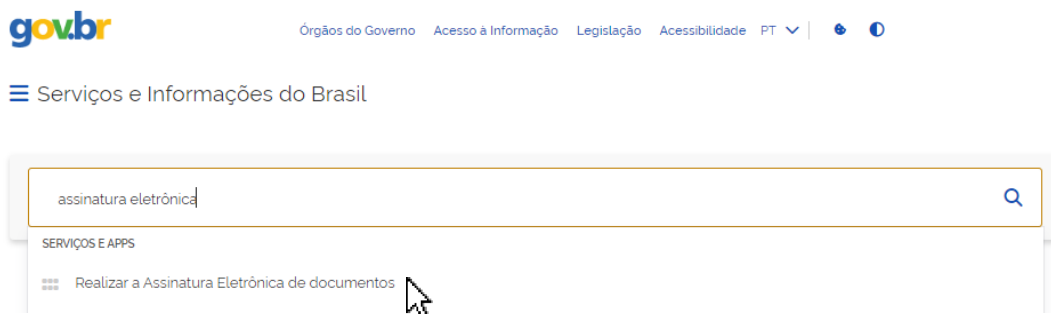 gov.br
Órgãos do Governo Acesso à Informação Legislação Acessibilidade PT
Serviços e Informações do Brasil
assinatura eletrônica
SERVIÇOS E APPS
Realizar a Assinatura Eletrônica de documentos